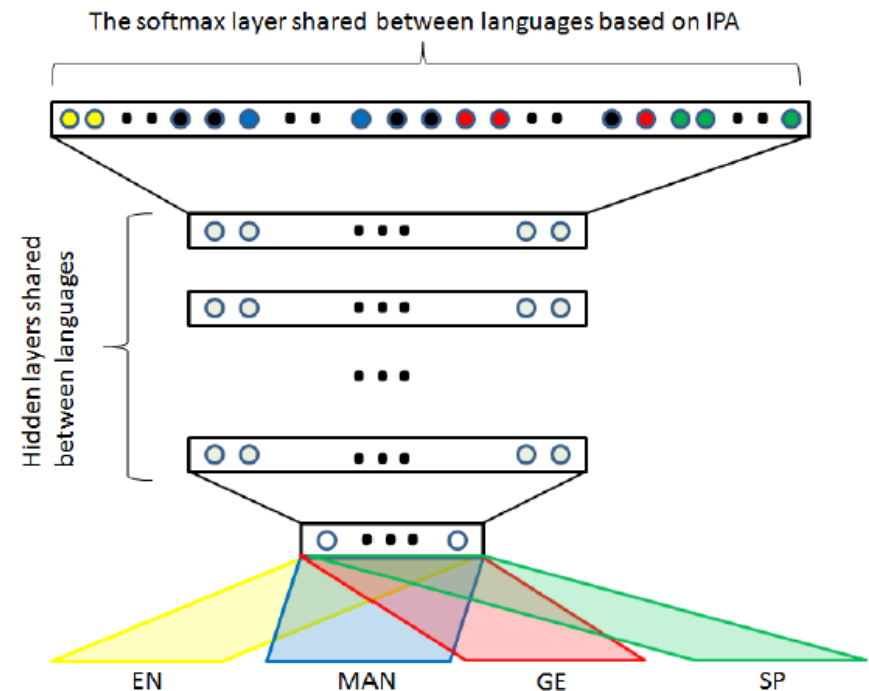 The softmax layer shared between languages based on IPA
Hidden layers shared
between languages
EN
MAN
GE
SP